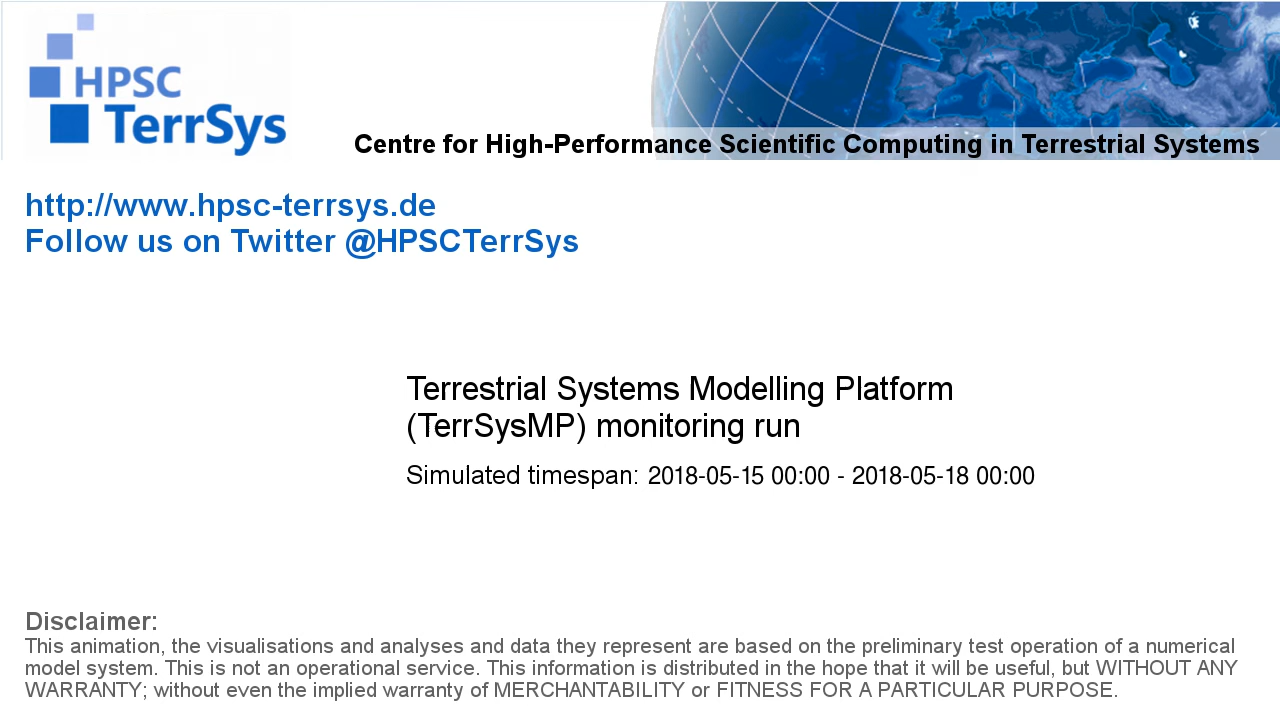 HPSC
TerrSys
Centre for High-Performance Scientific Computing in Terrestrial Systems
http://www.hpsc-terrsys.de
Follow us on Twitter @HPSCTerrSys
Terrestrial Systems Modelling Platform
(TerrSysMP) monitoring run
Simulated timespan: 2018-05-15 00:00 - 2018-05-18 00:00
Disclaimer:
This animation, the visualisations and analyses and data they represent are based on the preliminary test operation of a numerical
model system. This is not an operational service. This information is distributed in the hope that it will be useful, but WITHOUT ANY
WARRANTY; without even the implied warranty of MERCHANTABILITY or FITNESS FOR A PARTICULAR PURPOSE.